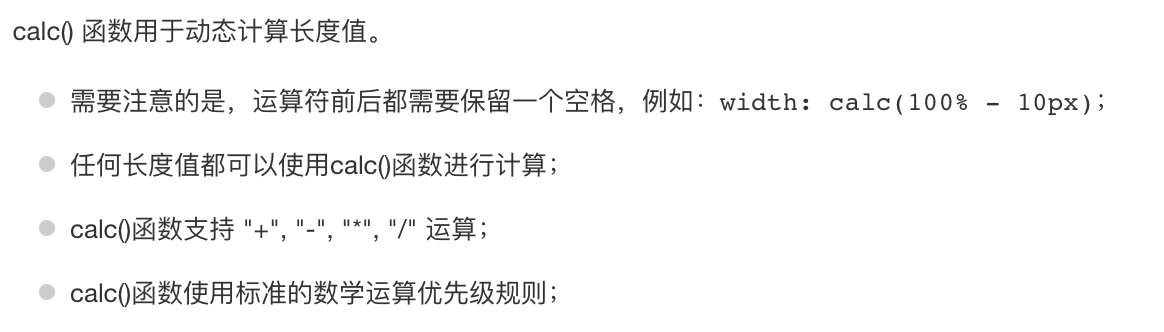 calc() 函数用于动态计算长度值。
需要注意的是，运算符前后都需要保留一个空格，例如：width: calc(100% - 10px)；
任何长度值都可以使用calc()函数进行计算；
calc()函数支持 "+", "-", "*", "/" 运算；
calc()函数使用标准的数学运算优先级规则；